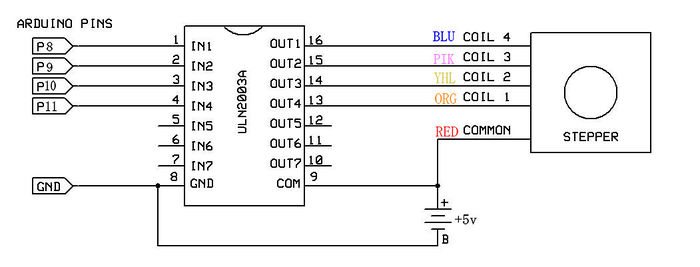 ARDUINO PINS
P8 1 IN1 OUT1 16 BLU COIL 4
P9 2 IN2 OUT2 15 PIK COIL 3
P10 3 IN3 OUT3 14 YHL COIL 2
P11 4 IN4 OUT4 13 ORG COIL 1
5 IN5 OUT5 12 RED COMMON STEPPER
6 IN6 OUT6 11
7 IN7 OUT7 10
GND 8 GND COM 9
ULN2003A
+
+5v
B